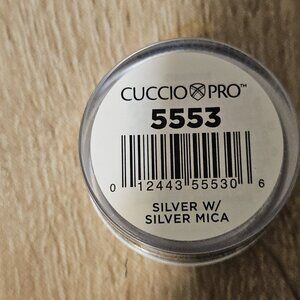 CUCCIO PRO™
5553
0 12443 55530 6
SILVER W/
SILVER MICA